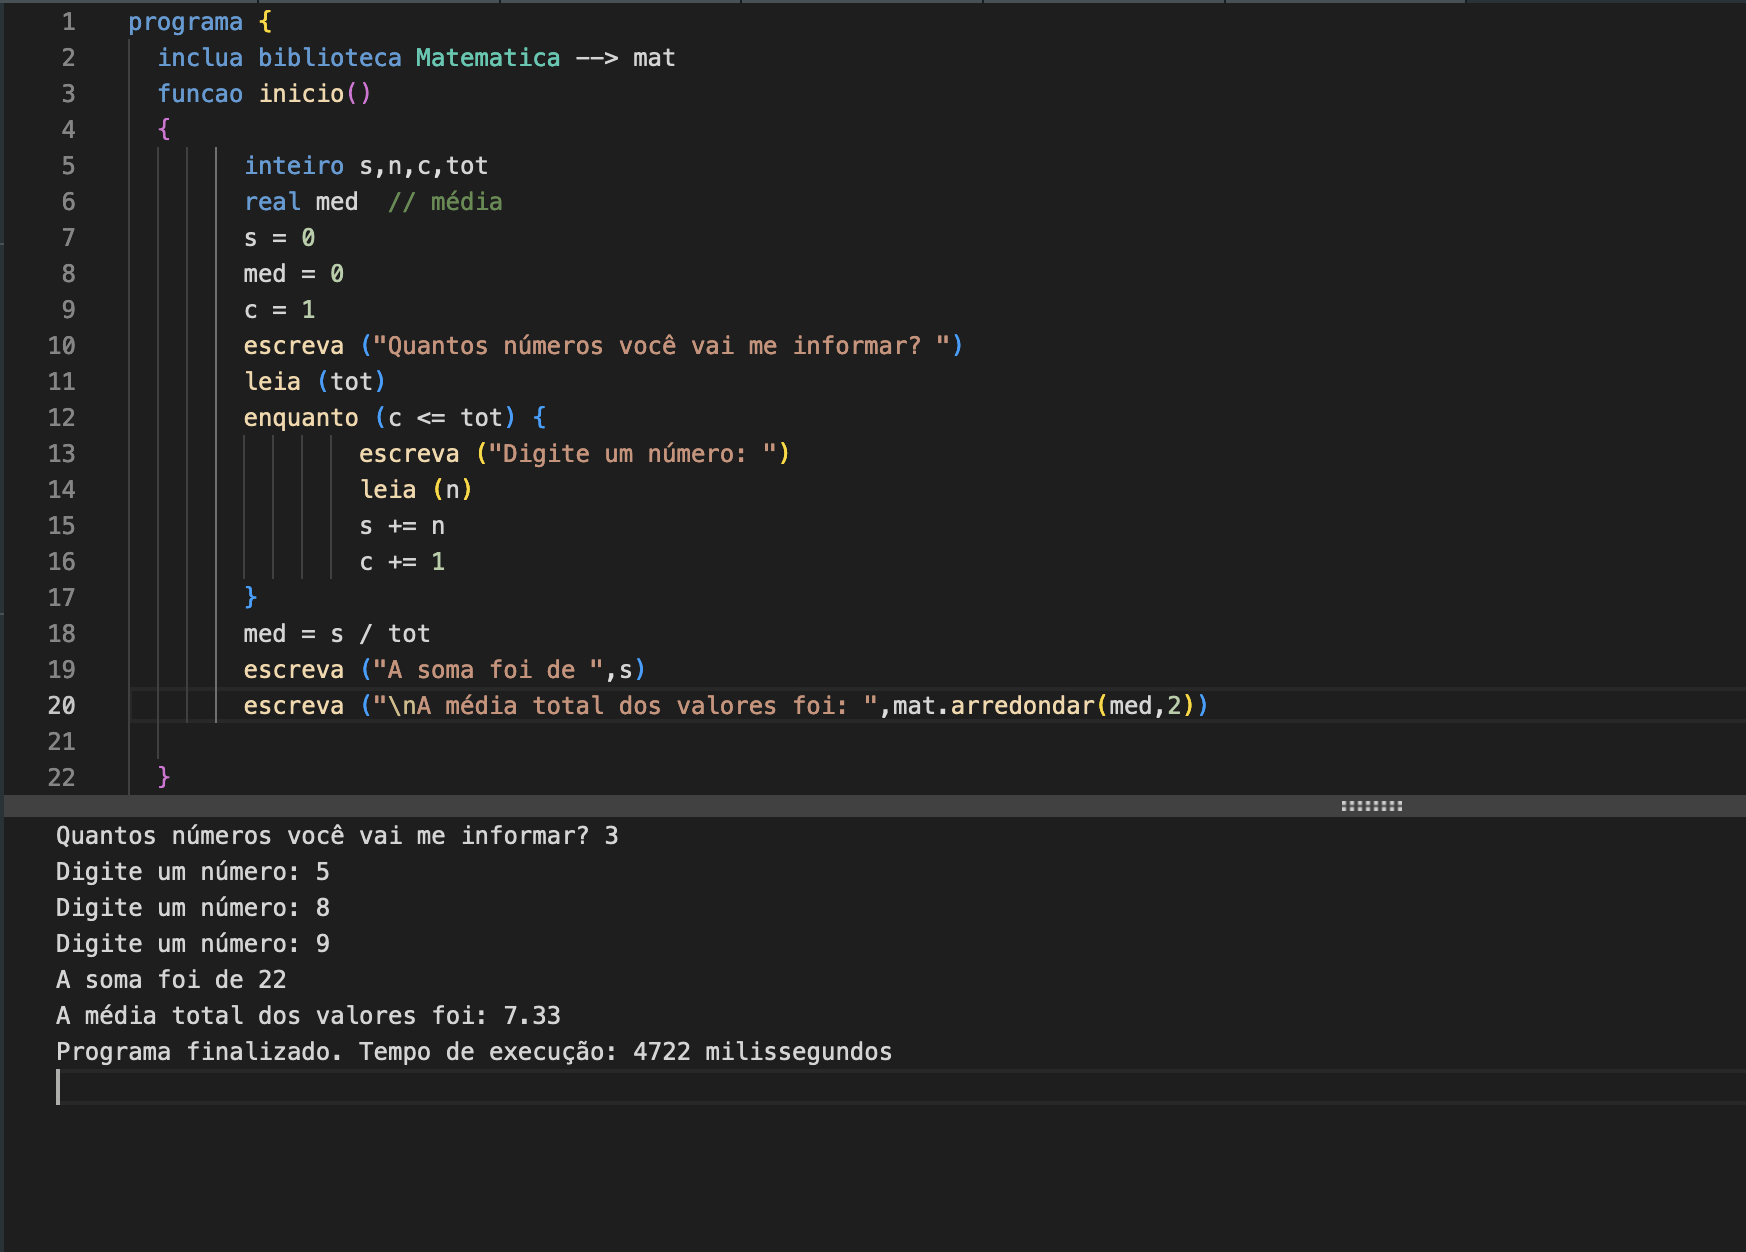 1 programa {
2 inclua biblioteca Matematica --> mat
3 funcao inicio()
4 {
5 inteiro s,n,c,tot
6 real med // média
7 s = 0
8 med = 0
9 c = 1
10 escreva ("Quantos números você vai me informar? ")
11 leia (tot)
12 enquanto (c <= tot) {
13 escreva ("Digite um número: ")
14 leia (n)
15 s += n
16 c += 1
17 }
18 med = s / tot
19 escreva ("A soma foi de ",s)
20 escreva ("\nA média total dos valores foi: ",mat.arredondar(med,2))
21
22 }
Quantos números você vai me informar? 3
Digite um número: 5
Digite um número: 8
Digite um número: 9
A soma foi de 22
A média total dos valores foi: 7.33
Programa finalizado. Tempo de execução: 4722 milissegundos